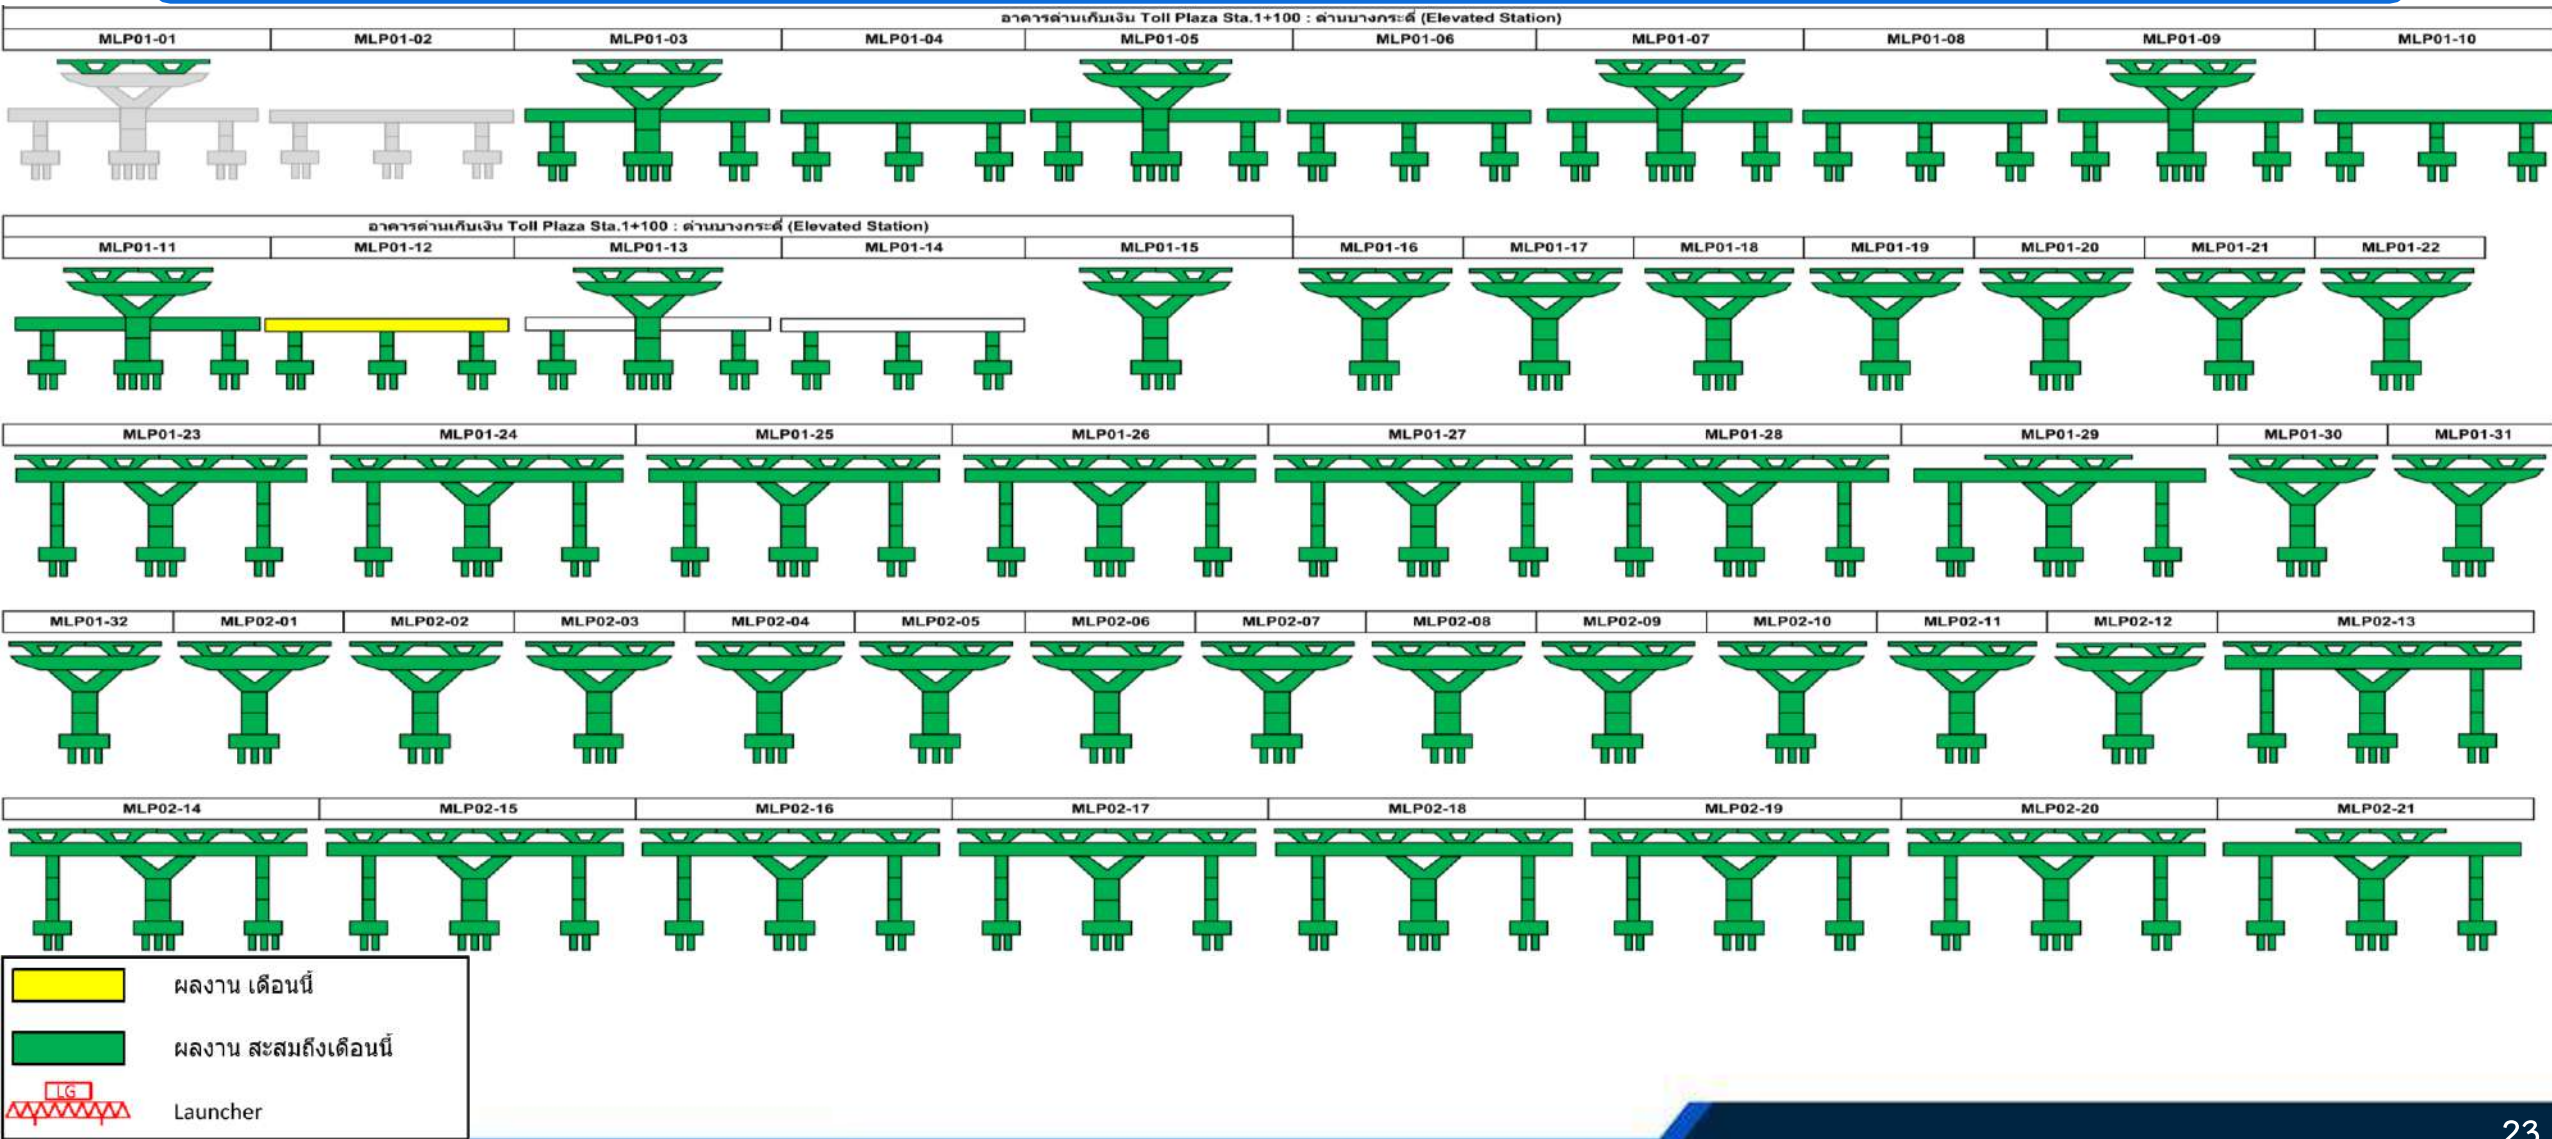 อาคารด่านเก็บเงิน Toll Plaza Sta.1+100 : ด่านบางกระดี่ (Elevated Station)
MLP01-01 MLP01-02 MLP01-03 MLP01-04 MLP01-05 MLP01-06 MLP01-07 MLP01-08 MLP01-09 MLP01-10
อาคารด่านเก็บเงิน Toll Plaza Sta.1+100 : ด่านบางกระดี่ (Elevated Station)
MLP01-11 MLP01-12 MLP01-13 MLP01-14 MLP01-15 MLP01-16 MLP01-17 MLP01-18 MLP01-19 MLP01-20 MLP01-21 MLP01-22
MLP01-23 MLP01-24 MLP01-25 MLP01-26 MLP01-27 MLP01-28 MLP01-29 MLP01-30 MLP01-31
MLP01-32 MLP02-01 MLP02-02 MLP02-03 MLP02-04 MLP02-05 MLP02-06 MLP02-07 MLP02-08 MLP02-09 MLP02-10 MLP02-11 MLP02-12 MLP02-13
MLP02-14 MLP02-15 MLP02-16 MLP02-17 MLP02-18 MLP02-19 MLP02-20 MLP02-21
ผลงาน เดือนนี้
ผลงาน สะสมถึงเดือนนี้
LG
Launcher
23